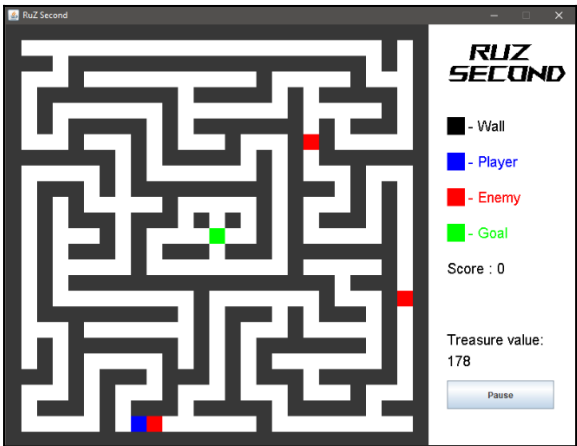 RuZ Second
RUZ
SECOND
- Wall
- Player
- Enemy
- Goal
Score : 0
Treasure value:
178
Pause